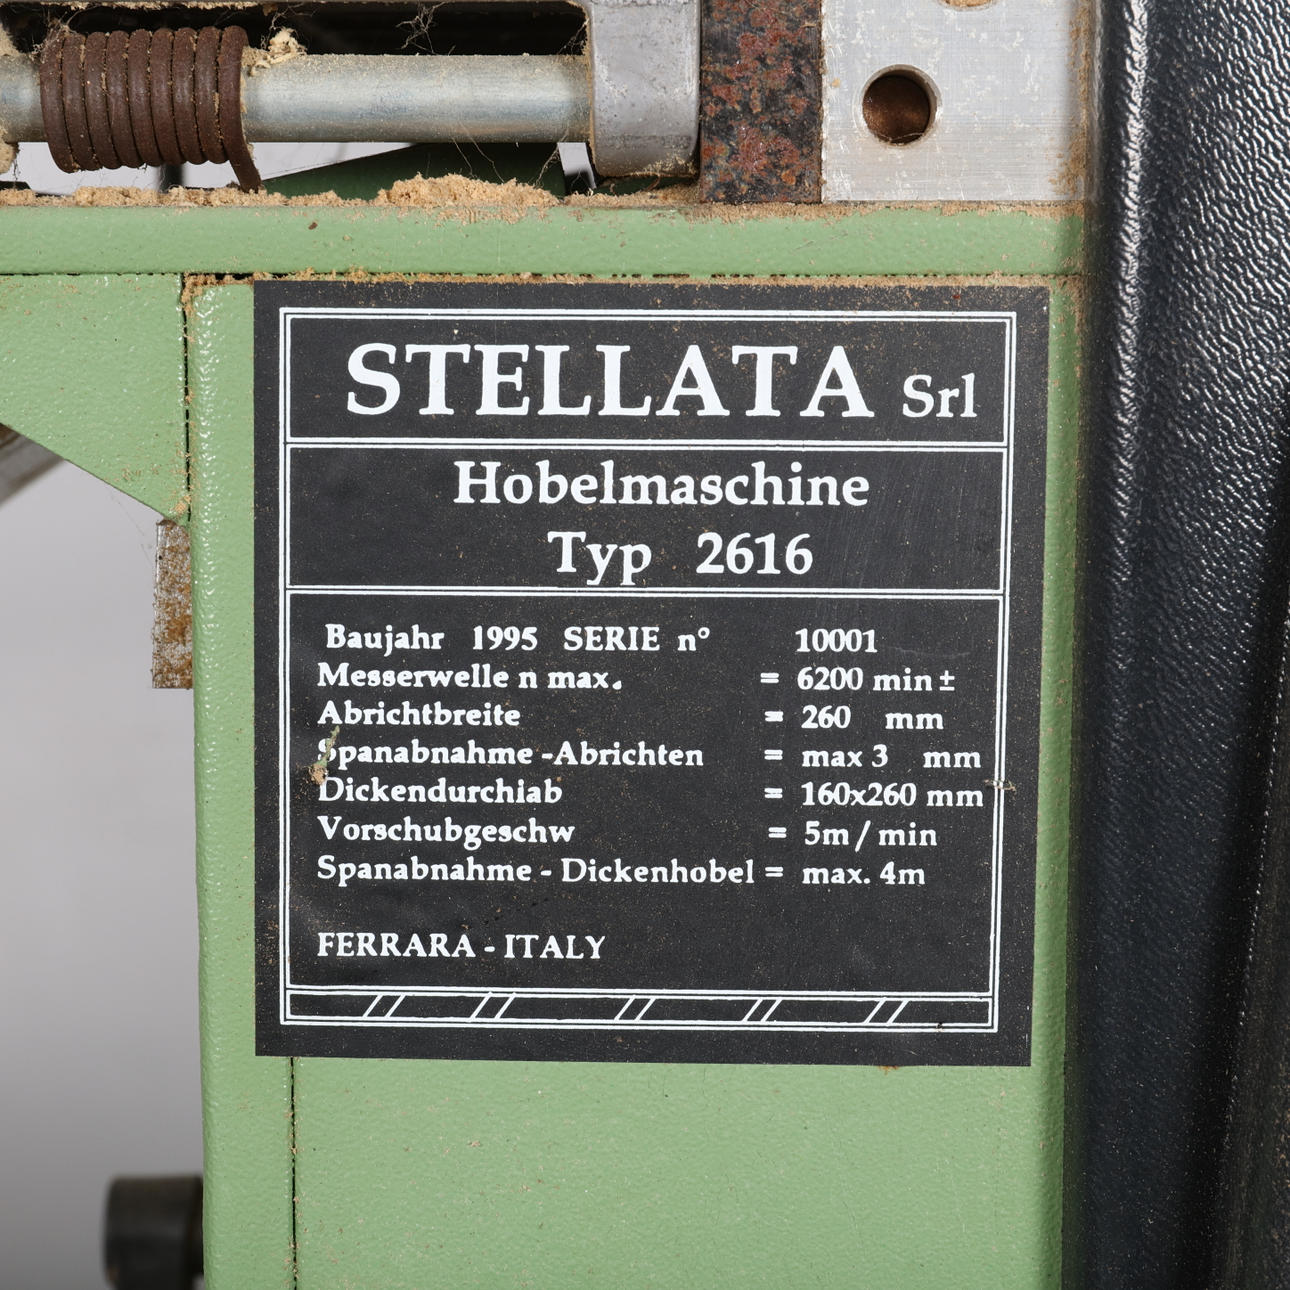 STELLATA Srl
Hobelmaschine
Typ 2616
Baujahr 1995 SERIE n° 10001
Messerwelle n max. = 6200 min ±
Abrichtbreite = 260 mm
Spanabnahme -Abrichten = max 3 mm
Dickendurchiab = 160x260 mm
Vorschubgeschw = 5m / min
Spanabnahme - Dickenhobel = max. 4m
FERRARA - ITALY